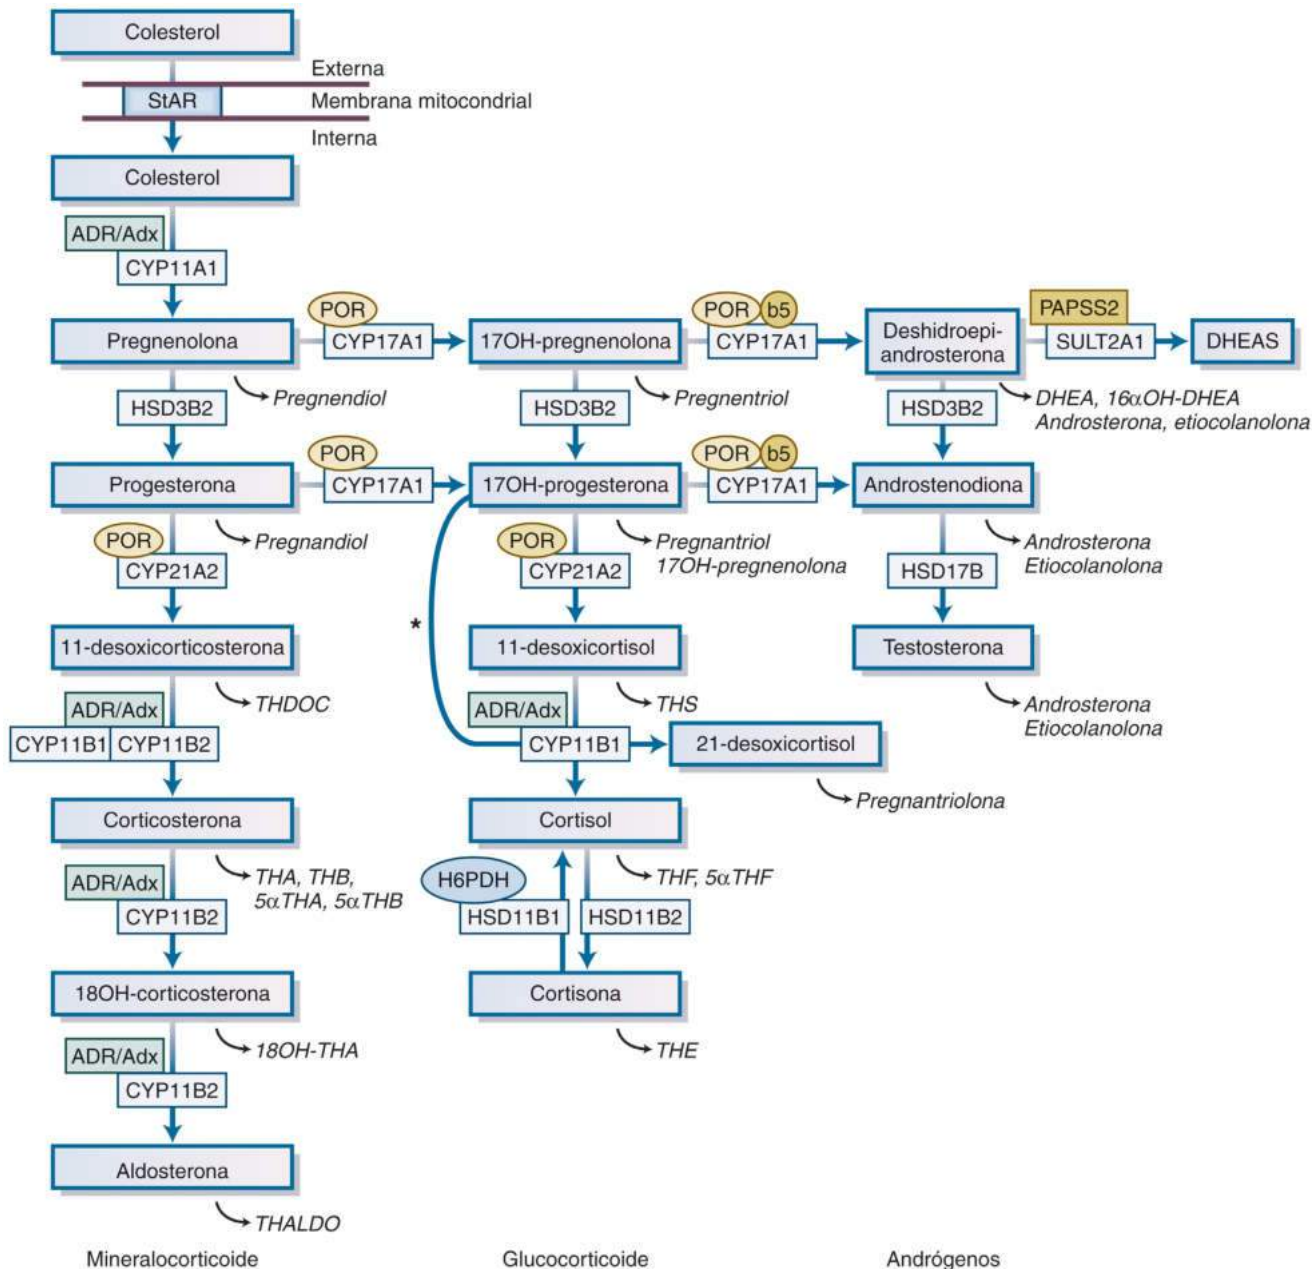 Colesterol
Externa
StAR
Membrana mitocondrial
Interna
Colesterol
ADR/Adx
CYP11A1
POR
POR
b5
PAPSS2
Pregnenolona
CYP17A1
17OH-pregnenolona
CYP17A1
Deshidroepi-
androsterona
SULT2A1
DHEAS
HSD3B2
Pregnendiol
HSD3B2
Pregnentriol
HSD3B2
DHEA, 16αOH-DHEA
Androsterona, etiocolanolona
POR
POR
b5
Progesterona
CYP17A1
17OH-progesterona
CYP17A1
Androstenodiona
POR
CYP21A2
Pregnandiol
POR
CYP21A2
Pregnantriol
17OH-pregnenolona
HSD17B
Androsterona
Etiocolanolona
*
11-desoxicorticosterona
11-desoxicortisol
Testosterona
ADR/Adx
THDOC
ADR/Adx
THS
Androsterona
Etiocolanolona
CYP11B1
CYP11B2
CYP11B1
21-desoxicortisol
Pregnantriolona
Corticosterona
Cortisol
ADR/Adx
THA, THB,
5αTHA, 5αTHB
H6PDH
THF, 5αTHF
CYP11B2
HSD11B1
HSD11B2
18OH-corticosterona
Cortisona
ADR/Adx
18OH-THA
THE
CYP11B2
Aldosterona
THALDO
Mineralocorticoide
Glucocorticoide
Andrógenos